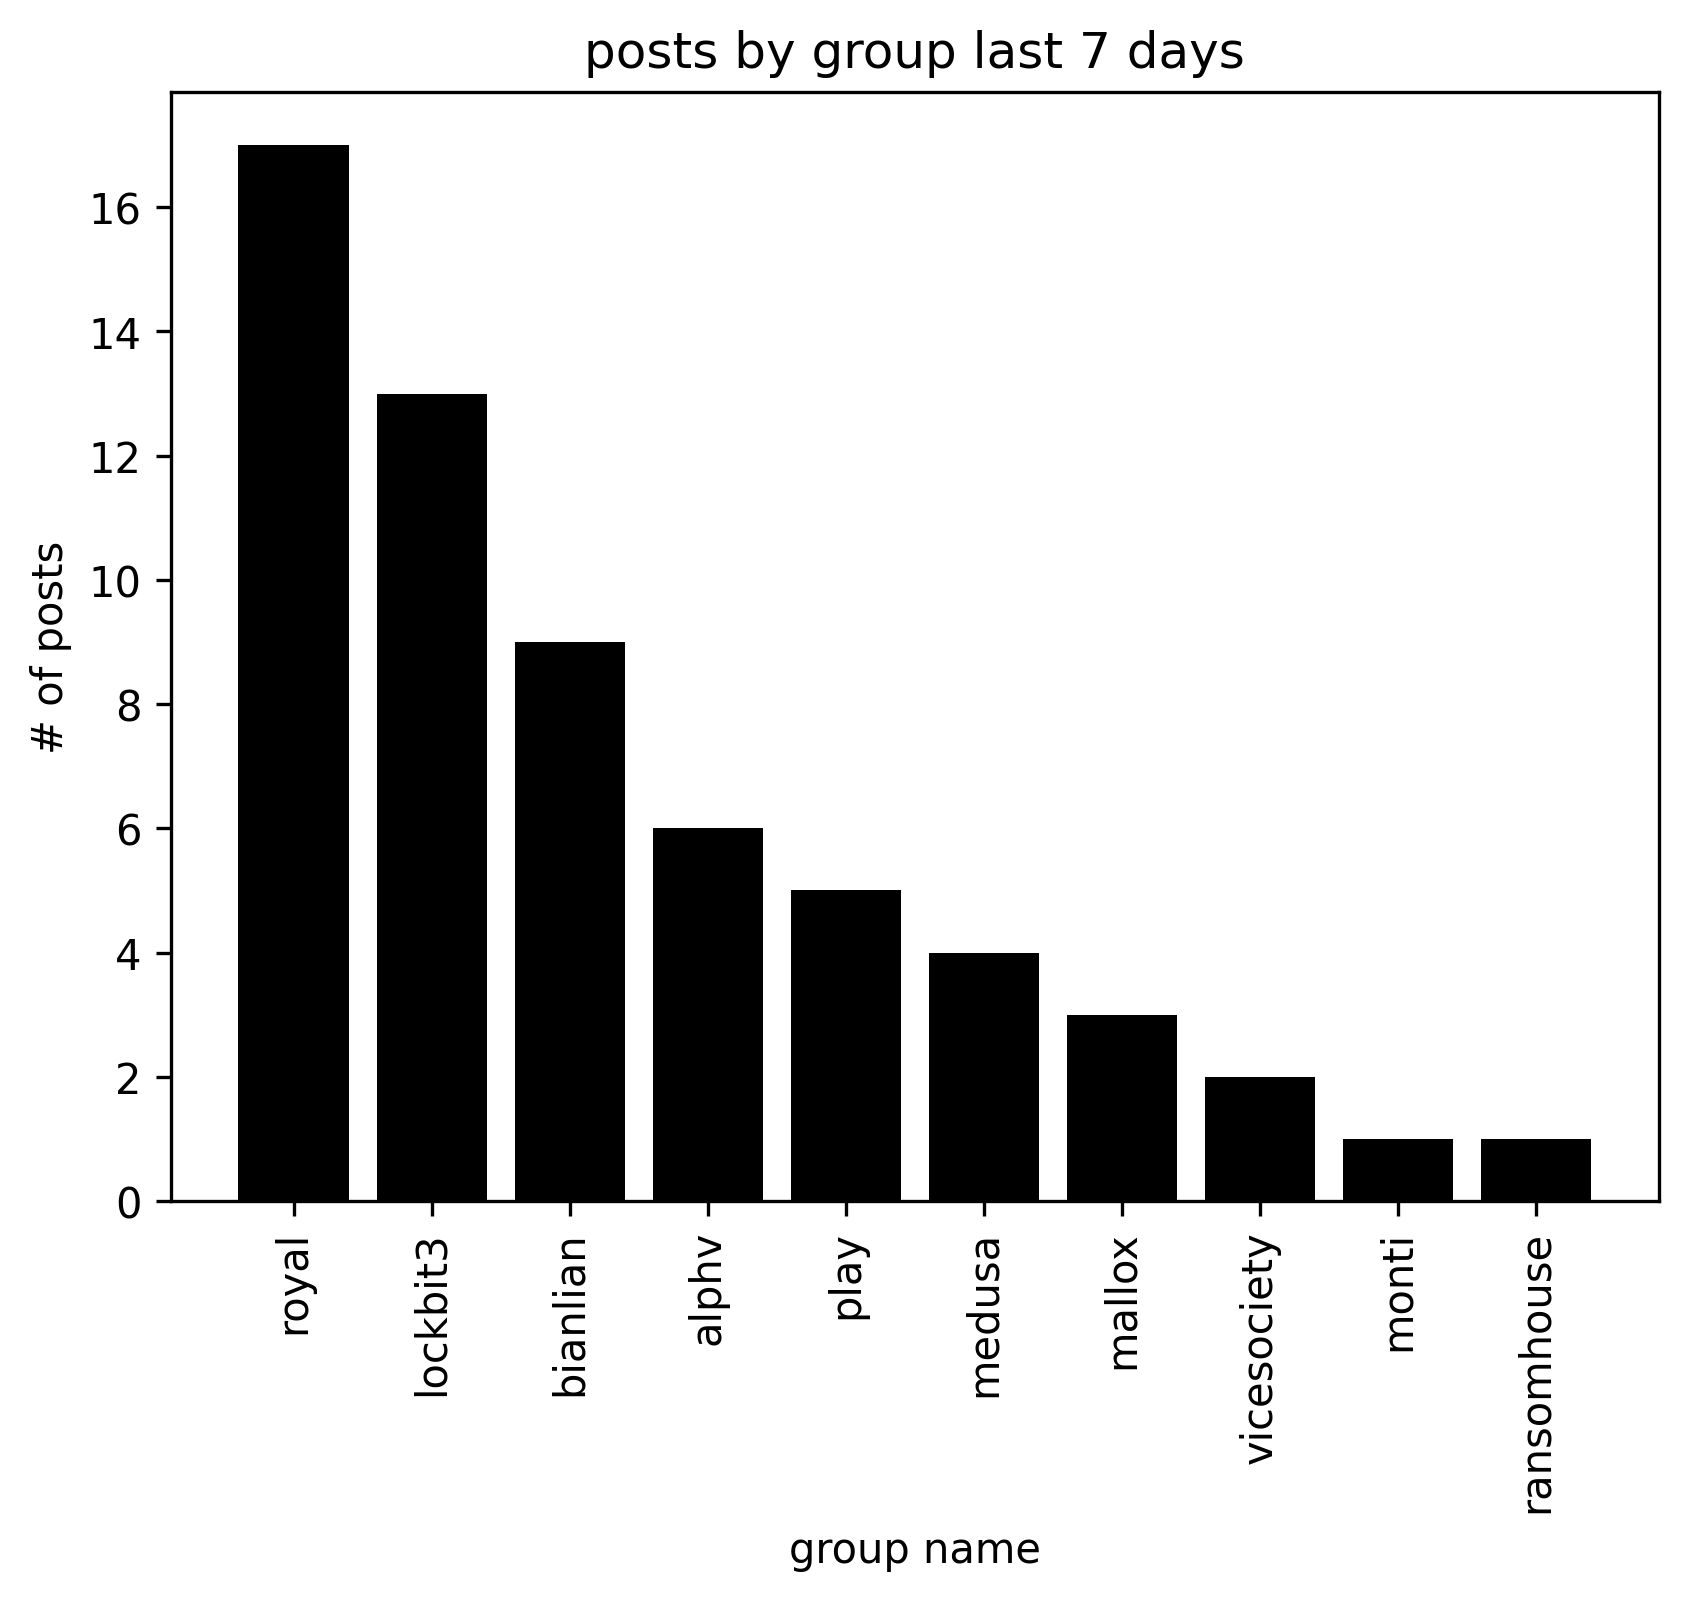 posts by group last 7 days
# of posts
16
14
12
10
8
6
4
2
0
royal
lockbit3
bianlian
alphv
play
medusa
mallox
vicesociety
monti
ransomhouse
group name